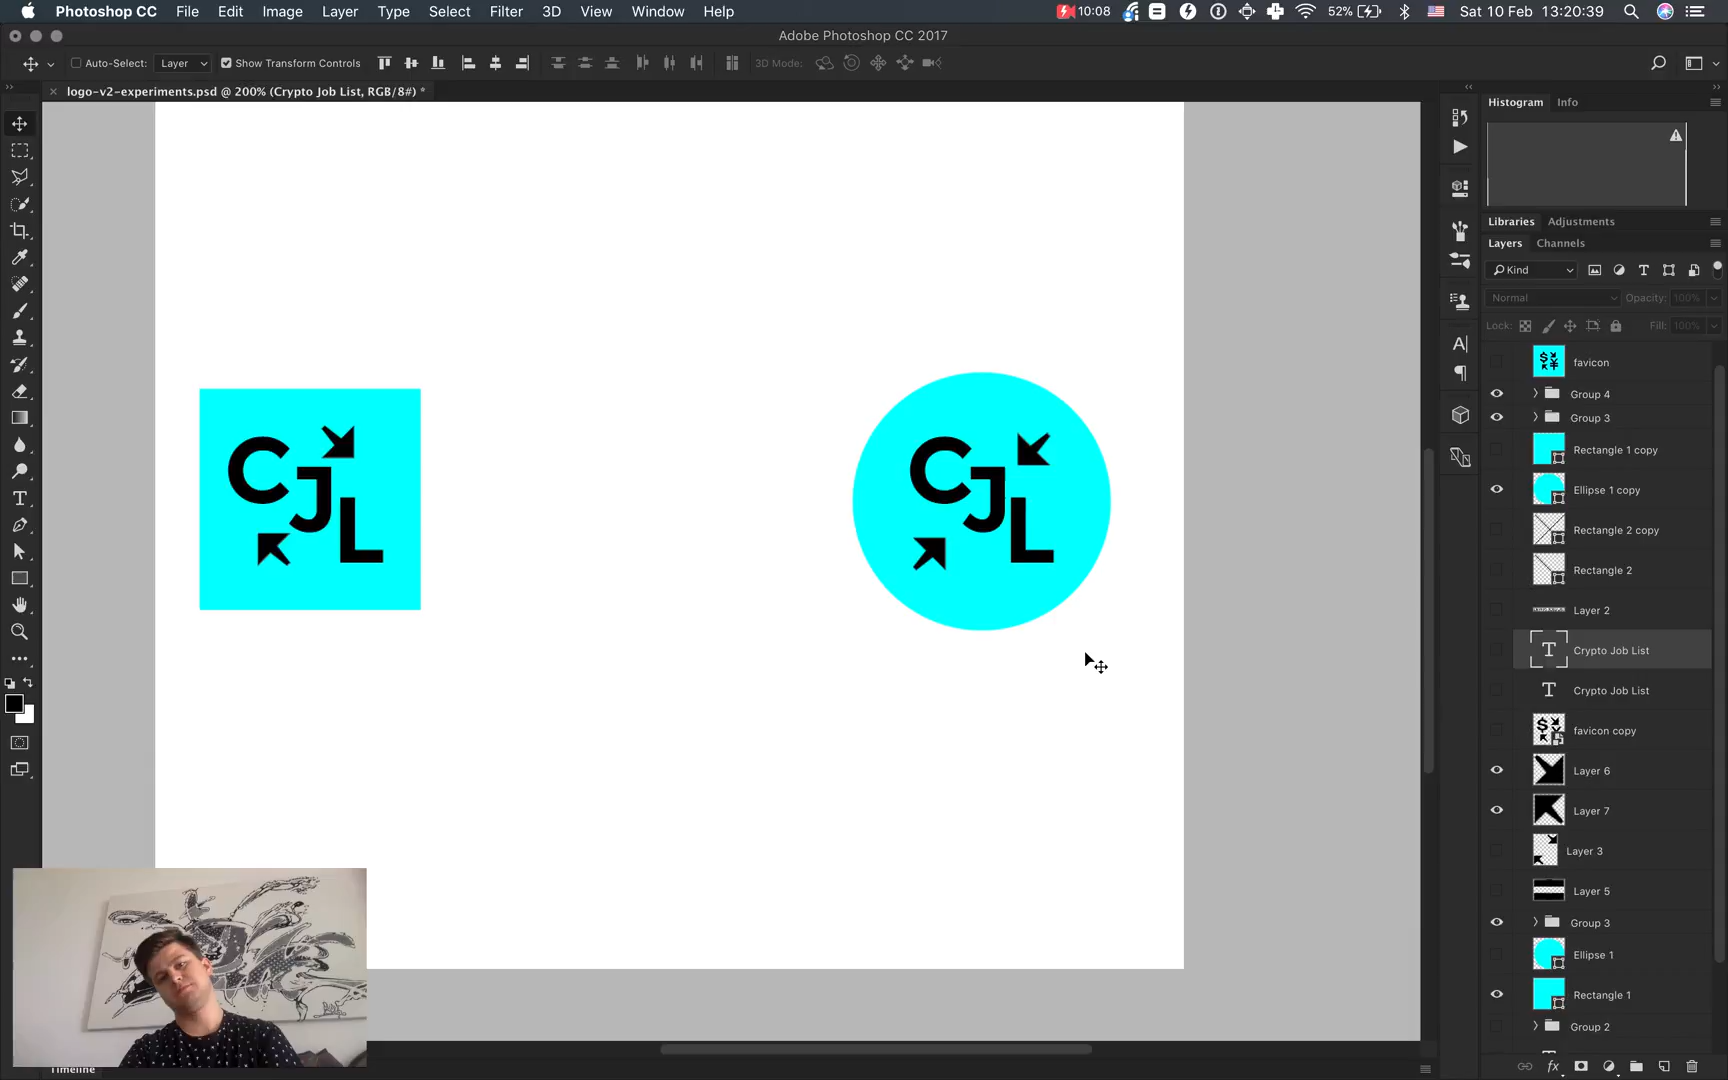 Photoshop CC File Edit Image Layer Type Select Filter 3D View Window Help 10:08 52% Sat 10 Feb 13:20:39
Adobe Photoshop CC 2017
Auto-Select: Layer Show Transform Controls 3D Mode:
logo-v2-experiments.psd @ 200% (Crypto Job List, RGB/8#) *
Histogram Info
Libraries Adjustments
Layers Channels
Kind
Normal Opacity: 100%
Lock: Fill: 100%
favicon
Group 4
Group 3
Rectangle 1 copy
Ellipse 1 copy
Rectangle 2 copy
Rectangle 2
Layer 2
Crypto Job List
Crypto Job List
favicon copy
Layer 6
Layer 7
Layer 3
Layer 5
Group 3
Ellipse 1
Rectangle 1
Group 2
CJL
CJL
Timeline